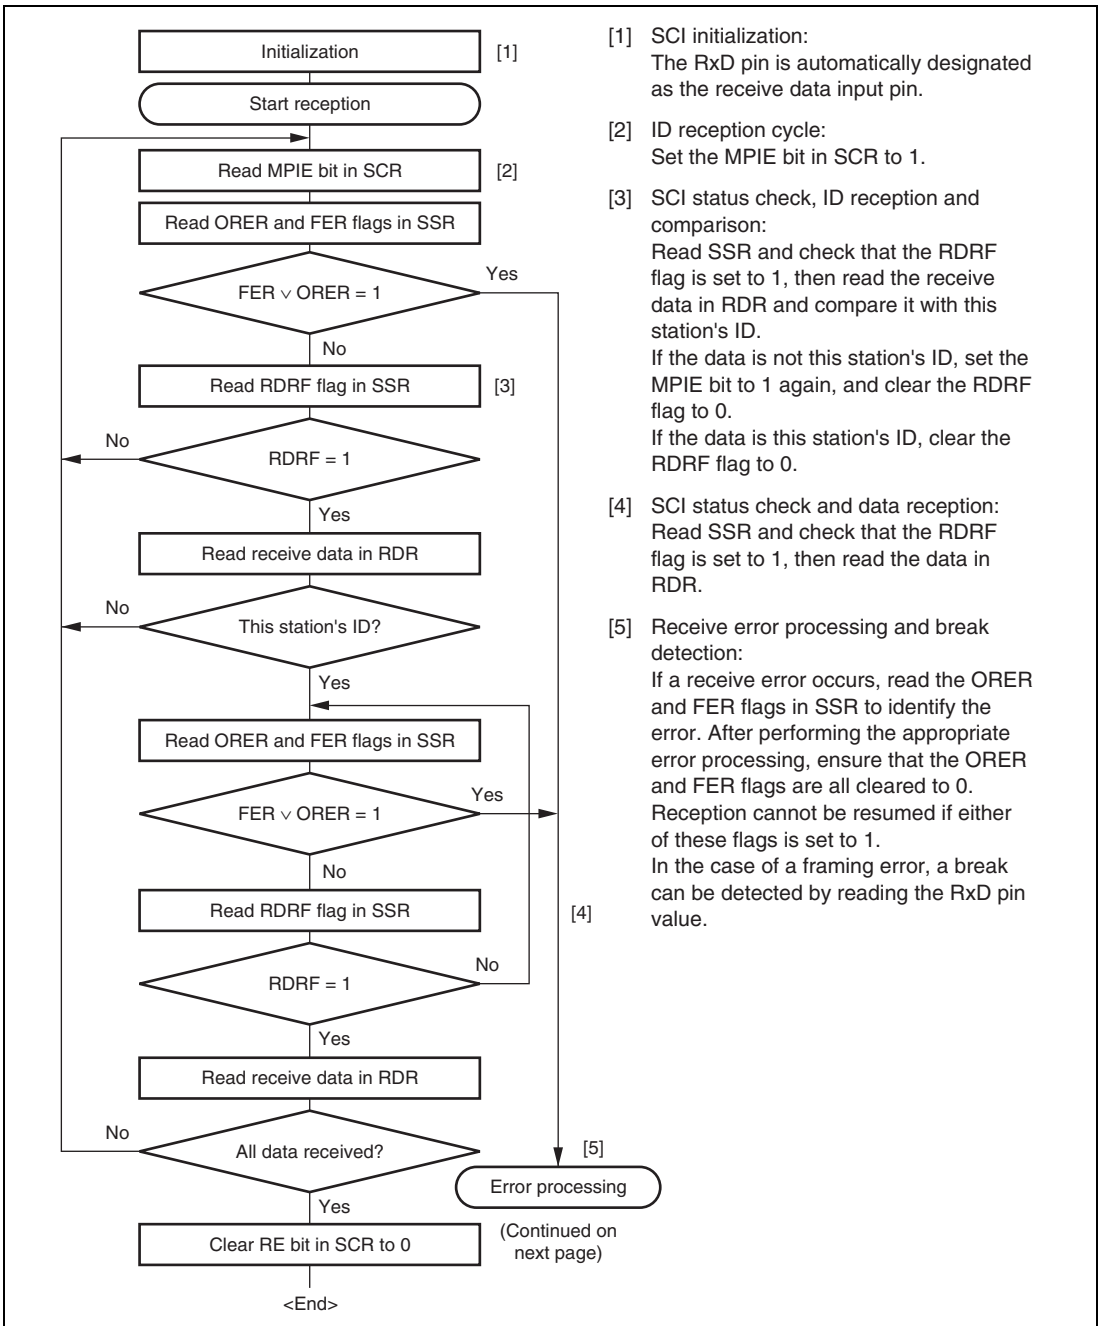 Initialization
[1]
Start reception
Read MPIE bit in SCR
[2]
Read ORER and FER flags in SSR
FER ∨ ORER = 1
Yes
No
Read RDRF flag in SSR
[3]
No
RDRF = 1
Yes
Read receive data in RDR
No
This station's ID?
Yes
Read ORER and FER flags in SSR
FER ∨ ORER = 1
Yes
No
Read RDRF flag in SSR
[4]
RDRF = 1
No
Yes
Read receive data in RDR
No
All data received?
[5]
Error processing
Yes
(Continued on
next page)
Clear RE bit in SCR to 0
<End>
[1] SCI initialization:
The RxD pin is automatically designated
as the receive data input pin.
[2] ID reception cycle:
Set the MPIE bit in SCR to 1.
[3] SCI status check, ID reception and
comparison:
Read SSR and check that the RDRF
flag is set to 1, then read the receive
data in RDR and compare it with this
station's ID.
If the data is not this station's ID, set the
MPIE bit to 1 again, and clear the RDRF
flag to 0.
If the data is this station's ID, clear the
RDRF flag to 0.
[4] SCI status check and data reception:
Read SSR and check that the RDRF
flag is set to 1, then read the data in
RDR.
[5] Receive error processing and break
detection:
If a receive error occurs, read the ORER
and FER flags in SSR to identify the
error. After performing the appropriate
error processing, ensure that the ORER
and FER flags are all cleared to 0.
Reception cannot be resumed if either
of these flags is set to 1.
In the case of a framing error, a break
can be detected by reading the RxD pin
value.